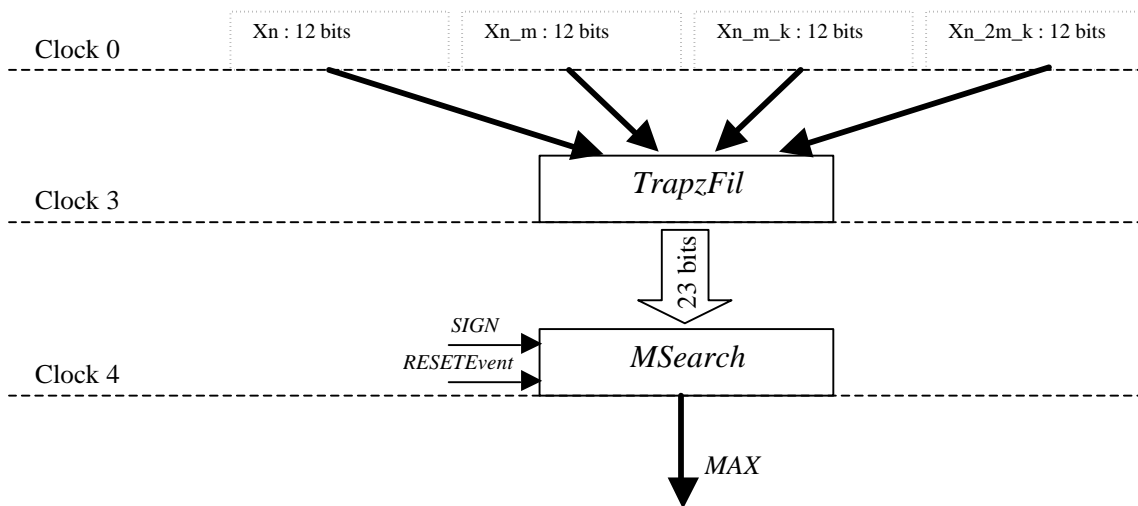 Xn : 12 bits
Xn_m : 12 bits
Xn_m_k : 12 bits
Xn_2m_k : 12 bits
Clock 0
TrapzFil
Clock 3
23 bits
SIGN
RESETEvent
MSearch
Clock 4
MAX